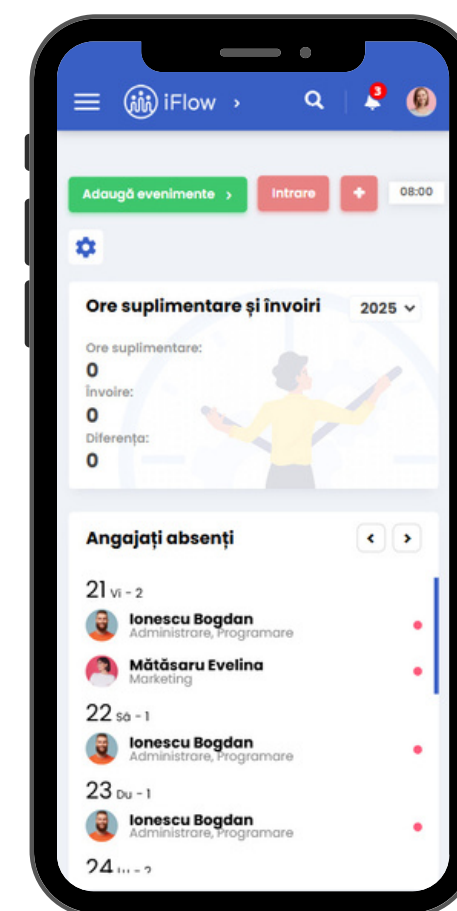 iFlow
3
Adaugă evenimente
Intrare
08:00
Ore suplimentare și învoiri
2025
Ore suplimentare:
0
Învoire:
0
Diferența:
0
Angajați absenți
21 Vi - 2
Ionescu Bogdan
Administrare, Programare
Mătăsaru Evelina
Marketing
22 Sâ - 1
Ionescu Bogdan
Administrare, Programare
23 Du - 1
Ionescu Bogdan
Administrare, Programare
24